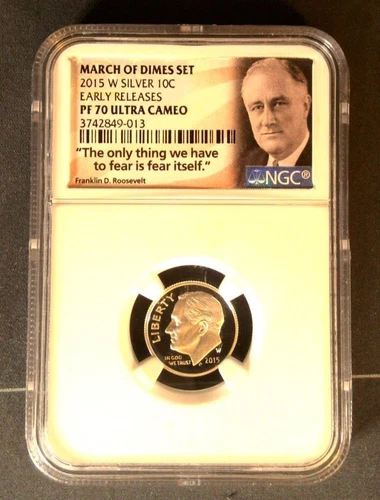 MARCH OF DIMES SET
2015 W SILVER 10C
EARLY RELEASES
PF 70 ULTRA CAMEO
3742849-013
"The only thing we have
to fear is fear itself."
Franklin D. Roosevelt
NGC®
LIBERTY
IN GOD
WE TRUST
W
2015